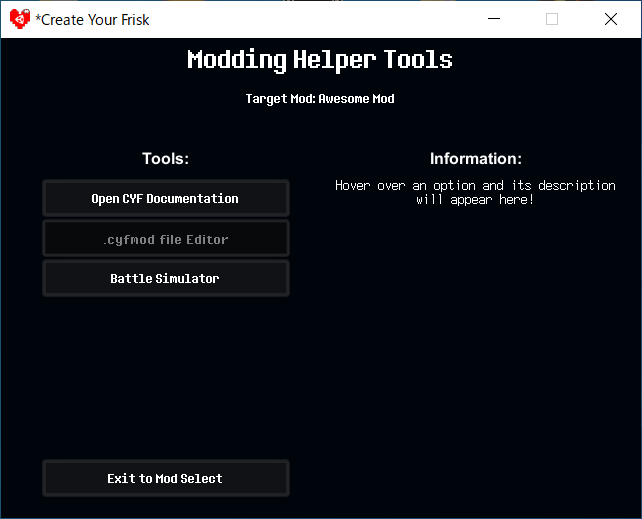 *Create Your Frisk
Modding Helper Tools
Target Mod: Awesome Mod
Tools:
Open CYF Documentation
.cyfmod file Editor
Battle Simulator
Exit to Mod Select
Information:
Hover over an option and its description
will appear here!